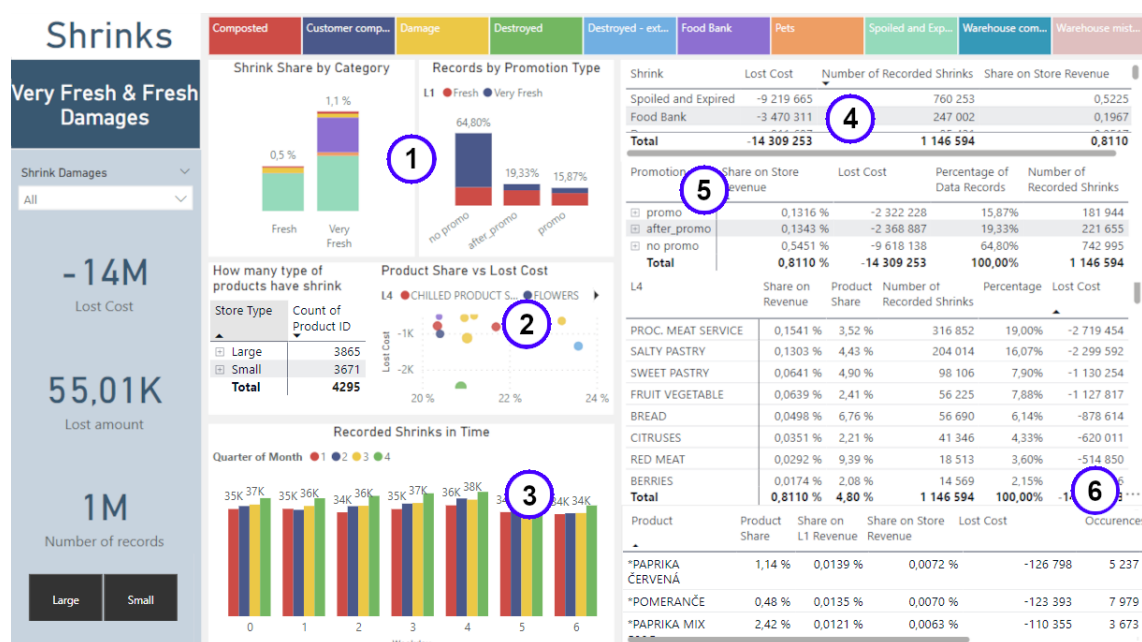 Shrinks
Very Fresh & Fresh
Damages
Shrink Damages
All
-14M
Lost Cost
55,01K
Lost amount
1M
Number of records
Large Small
Composted Customer comp... Damage Destroyed Destroyed - ext... Food Bank Pets Spoiled and Exp... Warehouse com... Warehouse mist...
Shrink Share by Category
1,1 %
0,5 %
Fresh Very
Fresh
Records by Promotion Type
L1 Fresh Very Fresh
64,80%
19,33% 15,87%
no promo after_promo promo
1
How many type of
products have shrink
Store Type Count of
Product ID
Large 3865
Small 3671
Total 4295
Product Share vs Lost Cost
L4 CHILLED PRODUCT S... FLOWERS
2
Lost Cost
-1K
-2K
20 % 22 % 24 %
Recorded Shrinks in Time
Quarter of Month 1 2 3 4
3
35K 37K 35K 36K 34K 36K 35K 37K 36K 38K 34K 34K
0 1 2 3 4 5 6
Shrink Lost Cost Number of Recorded Shrinks Share on Store Revenue
Spoiled and Expired -9 219 665 760 253 0,5225
Food Bank -3 470 311 247 002 0,1967
Total -14 309 253 1 146 594 0,8110
4
Promotion Share on Store Lost Cost Percentage of Number of
Data Records Recorded Shrinks
5
promo 0,1316 % -2 322 228 15,87% 181 944
after_promo 0,1343 % -2 368 887 19,33% 221 655
no promo 0,5451 % -9 618 138 64,80% 742 995
Total 0,8110 % -14 309 253 100,00% 1 146 594
L4 Share on Product Number of Percentage Lost Cost
Revenue Share Recorded Shrinks
PROC. MEAT SERVICE 0,1541 % 3,52 % 316 852 19,00% -2 719 454
SALTY PASTRY 0,1303 % 4,43 % 204 014 16,07% -2 299 592
SWEET PASTRY 0,0641 % 4,90 % 98 106 7,90% -1 130 254
FRUIT VEGETABLE 0,0639 % 2,41 % 56 225 7,88% -1 127 817
BREAD 0,0498 % 6,76 % 56 690 6,14% -878 614
CITRUSES 0,0351 % 2,21 % 41 346 4,33% -620 011
RED MEAT 0,0292 % 9,39 % 18 513 3,60% -514 850
BERRIES 0,0174 % 2,08 % 14 569 2,15%
Total 0,8110 % 4,80 % 1 146 594 100,00%
6
Product Product Share on Share on Store Lost Cost Occurences
Share L1 Revenue Revenue
*PAPRIKA 1,14 % 0,0139 % 0,0072 % -126 798 5 237
ČERVENÁ
*POMERANČE 0,48 % 0,0135 % 0,0070 % -123 393 7 979
*PAPRIKA MIX 2,42 % 0,0121 % 0,0063 % -110 355 3 673